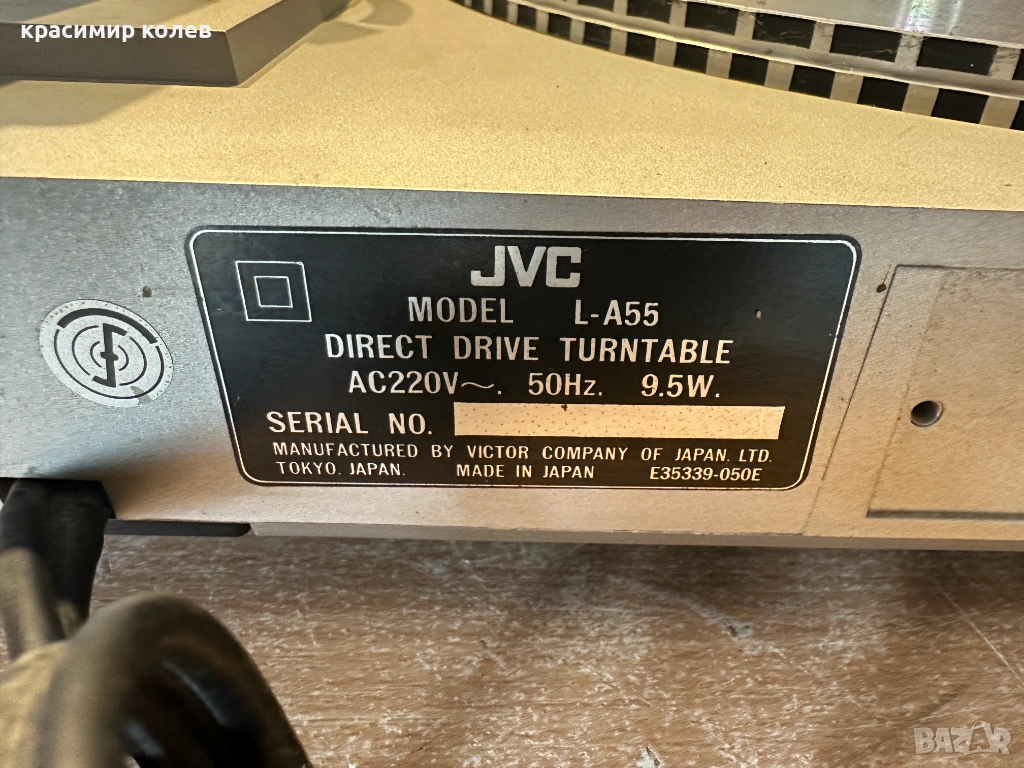 красимир колев
JVC
MODEL L-A55
DIRECT DRIVE TURNTABLE
AC220V~. 50Hz. 9.5W.
SERIAL NO.
MANUFACTURED BY VICTOR COMPANY OF JAPAN. LTD.
TOKYO. JAPAN. MADE IN JAPAN E35339-050E
BAZAR